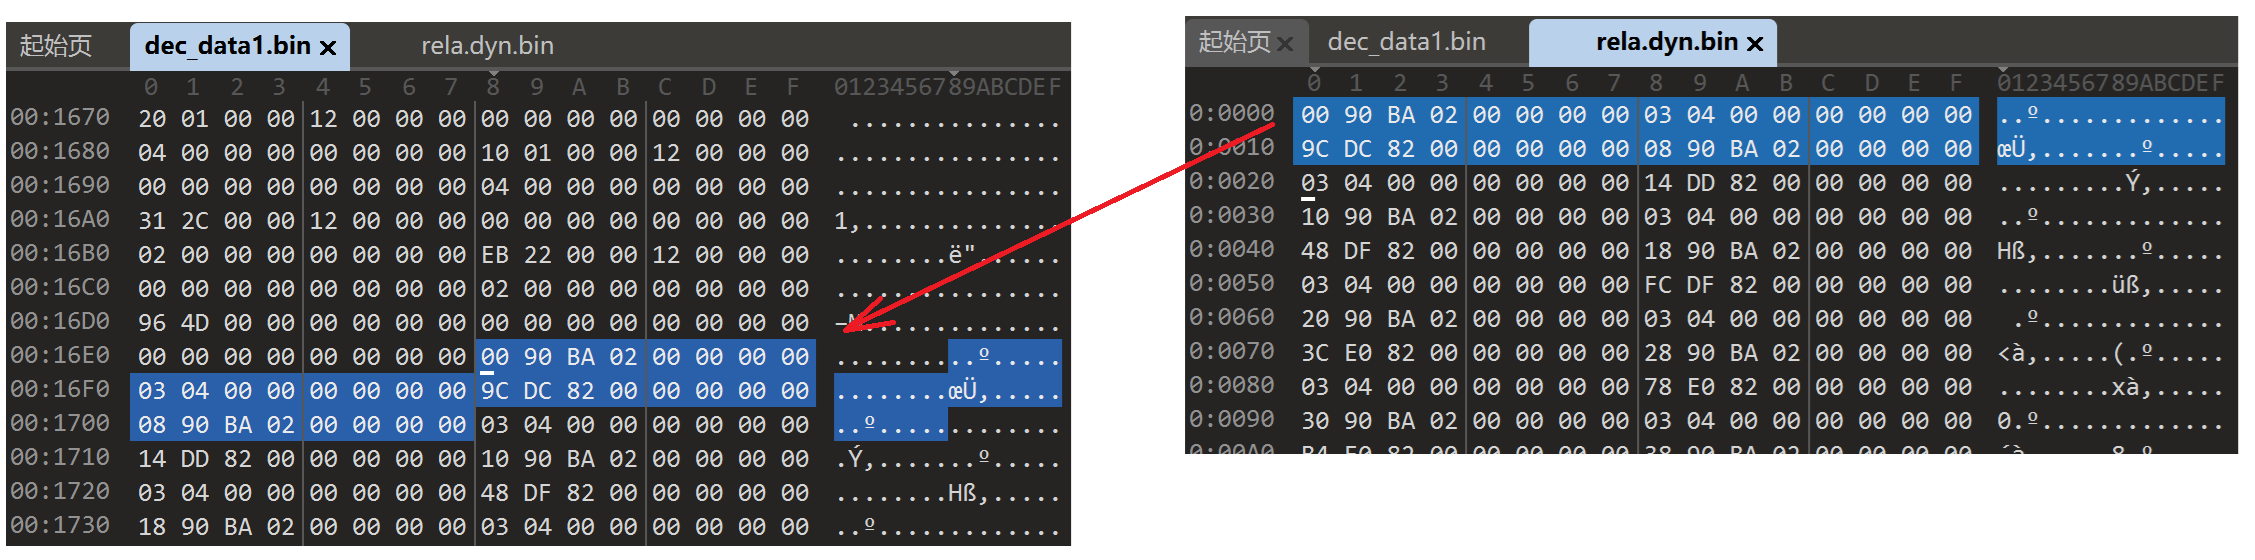 起始页 dec_data1.bin × rela.dyn.bin
0 1 2 3 4 5 6 7 8 9 A B C D E F 0123456789ABCDEF
00:1670 20 01 00 00 12 00 00 00 00 00 00 00 00 00 00 00 ...............
00:1680 04 00 00 00 00 00 00 00 10 01 00 00 12 00 00 00 ................
00:1690 00 00 00 00 00 00 00 00 04 00 00 00 00 00 00 00 ................
00:16A0 31 2C 00 00 12 00 00 00 00 00 00 00 00 00 00 00 1,..............
00:16B0 02 00 00 00 00 00 00 00 EB 22 00 00 12 00 00 00 ........ë"......
00:16C0 00 00 00 00 00 00 00 00 02 00 00 00 00 00 00 00 ................
00:16D0 96 4D 00 00 00 00 00 00 00 00 00 00 00 00 00 00 –M..............
00:16E0 00 00 00 00 00 00 00 00 00 90 BA 02 00 00 00 00 ..........º.....
00:16F0 03 04 00 00 00 00 00 00 9C DC 82 00 00 00 00 00 ........œÜ‚.....
00:1700 08 90 BA 02 00 00 00 00 03 04 00 00 00 00 00 00 ..º.............
00:1710 14 DD 82 00 00 00 00 00 10 90 BA 02 00 00 00 00 .Ý‚.......º.....
00:1720 03 04 00 00 00 00 00 00 48 DF 82 00 00 00 00 00 ........Hß‚.....
00:1730 18 90 BA 02 00 00 00 00 03 04 00 00 00 00 00 00 ..º.............
起始页 × dec_data1.bin rela.dyn.bin ×
0 1 2 3 4 5 6 7 8 9 A B C D E F 0123456789ABCDEF
0:0000 00 90 BA 02 00 00 00 00 03 04 00 00 00 00 00 00 ..º.............
0:0010 9C DC 82 00 00 00 00 00 08 90 BA 02 00 00 00 00 œÜ‚.......º.....
0:0020 03 04 00 00 00 00 00 00 14 DD 82 00 00 00 00 00 .........Ý‚.....
0:0030 10 90 BA 02 00 00 00 00 03 04 00 00 00 00 00 00 ..º.............
0:0040 48 DF 82 00 00 00 00 00 18 90 BA 02 00 00 00 00 Hß‚.......º.....
0:0050 03 04 00 00 00 00 00 00 FC DF 82 00 00 00 00 00 ........üß‚.....
0:0060 20 90 BA 02 00 00 00 00 03 04 00 00 00 00 00 00 .º.............
0:0070 3C E0 82 00 00 00 00 00 28 90 BA 02 00 00 00 00 <à‚.....(.º.....
0:0080 03 04 00 00 00 00 00 00 78 E0 82 00 00 00 00 00 ........xà‚.....
0:0090 30 90 BA 02 00 00 00 00 03 04 00 00 00 00 00 00 0.º.............
0:00A0 B4 E0 82 00 00 00 00 00 38 90 BA 02 00 00 00 00